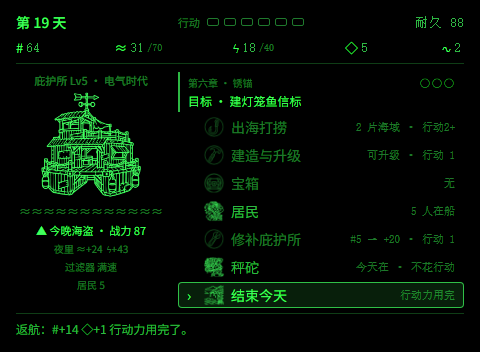 第 19 天
行动
耐久 88
# 64
≈ 31 /70
ϟ 18 /40
◇ 5
∿ 2
庇护所 Lv5 · 电气时代
▲ 今晚海盗 · 战力 87
夜里 ≈+24 ϟ+43
过滤器 满速
居民 5
第六章 · 锈锚 ○○○
目标 · 建灯笼鱼信标
出海打捞 2 片海域 · 行动2+
建造与升级 可升级 · 行动 1
宝箱 无
居民 5 人在船
修补庇护所 #5 → +20 · 行动 1
秤砣 今天在 · 不花行动
› 结束今天 行动力用完
返航: #+14 ◇+1 行动力用完了。